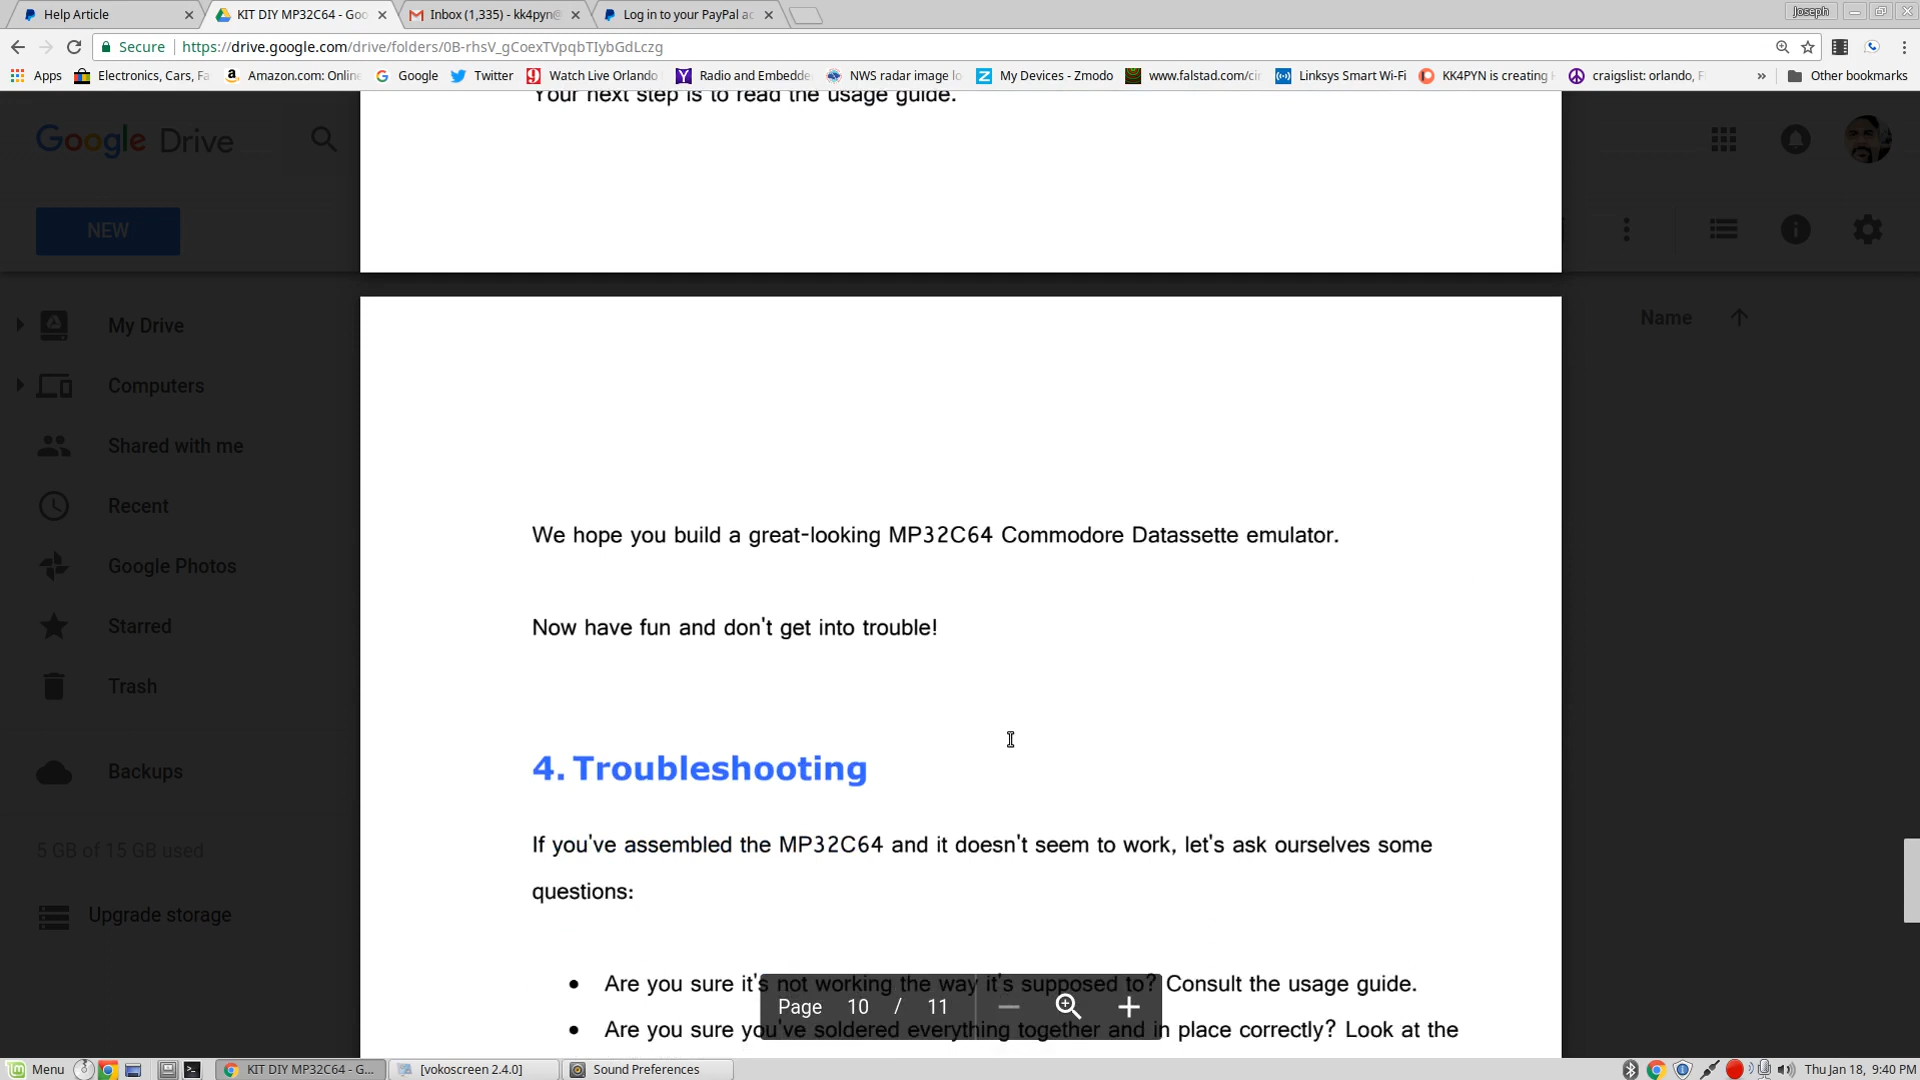 Help Article
KIT DIY MP32C64 - Goo
Inbox (1,335) - kk4pyn@
Log in to your PayPal ac
Joseph
Secure
https://drive.google.com/drive/folders/0B-rhsV_gCoexTVpqbTIybGdLczg
Apps
Electronics, Cars, Fa
Amazon.com: Online
Google
Twitter
Watch Live Orlando
Radio and Embedde
NWS radar image lo
My Devices - Zmodo
www.falstad.com/cir
Linksys Smart Wi-Fi
KK4PYN is creating
craigslist: orlando, F
»
Other bookmarks
Your next step is to read the usage guide.
Google Drive
NEW
My Drive
Computers
Shared with me
Recent
Google Photos
Starred
Trash
Backups
5 GB of 15 GB used
Upgrade storage
Name
We hope you build a great-looking MP32C64 Commodore Datassette emulator.
Now have fun and don't get into trouble!
4. Troubleshooting
If you've assembled the MP32C64 and it doesn't seem to work, let's ask ourselves some
questions:
• Are you sure it's not working the way it's supposed to? Consult the usage guide.
• Are you sure you've soldered everything together and in place correctly? Look at the
Page 10 / 11
Menu
KIT DIY MP32C64 - G...
[vokoscreen 2.4.0]
Sound Preferences
Thu Jan 18, 9:40 PM